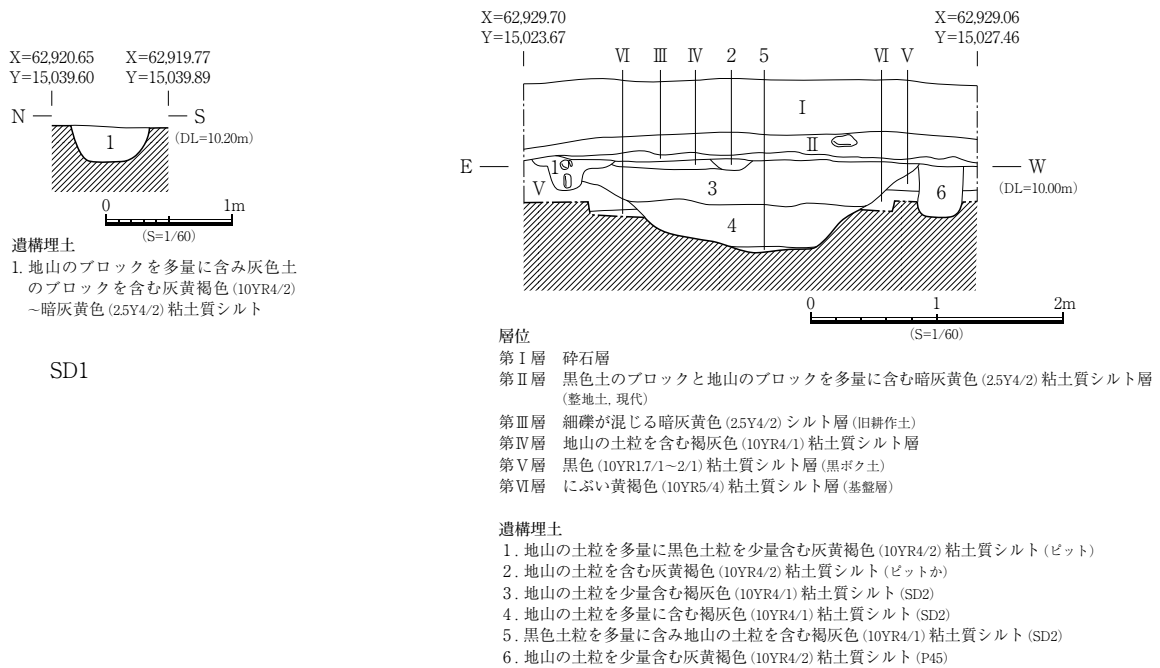 X=62,920.65 X=62,919.77
Y=15,039.60 Y=15,039.89
N S
(DL=10.20m)
1
0 1m
(S=1/60)
遺構埋土
1. 地山のブロックを多量に含み灰色土
のブロックを含む灰黄褐色(10YR4/2)
~暗灰黄色(2.5Y4/2)粘土質シルト
SD1
X=62,929.70 X=62,929.06
Y=15,023.67 Y=15,027.46
Ⅵ Ⅲ Ⅳ 2 5 Ⅵ Ⅴ
Ⅰ
Ⅱ
E 1 W
(DL=10.00m)
Ⅴ 3 6
4
0 1 2m
(S=1/60)
層位
第Ⅰ層 砕石層
第Ⅱ層 黒色土のブロックと地山のブロックを多量に含む暗灰黄色(2.5Y4/2)粘土質シルト層
(整地土, 現代)
第Ⅲ層 細礫が混じる暗灰黄色(2.5Y4/2)シルト層(旧耕作土)
第Ⅳ層 地山の土粒を含む褐灰色(10YR4/1)粘土質シルト層
第Ⅴ層 黒色(10YR1.7/1~2/1)粘土質シルト層(黒ボク土)
第Ⅵ層 にぶい黄褐色(10YR5/4)粘土質シルト層(基盤層)
遺構埋土
1. 地山の土粒を多量に黒色土粒を少量含む灰黄褐色(10YR4/2)粘土質シルト(ピット)
2. 地山の土粒を含む灰黄褐色(10YR4/2)粘土質シルト(ピットか)
3. 地山の土粒を少量含む褐灰色(10YR4/1)粘土質シルト(SD2)
4. 地山の土粒を多量に含む褐灰色(10YR4/1)粘土質シルト(SD2)
5. 黒色土粒を多量に含み地山の土粒を含む褐灰色(10YR4/1)粘土質シルト(SD2)
6. 地山の土粒を少量含む灰黄褐色(10YR4/2)粘土質シルト(P45)